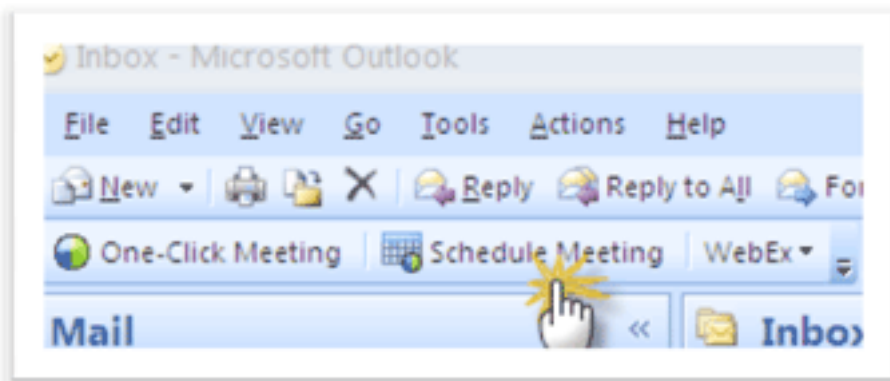 Inbox - Microsoft Outlook
File Edit View Go Tools Actions Help
New Reply Reply to All For
One-Click Meeting Schedule Meeting WebEx
Mail « Inbox